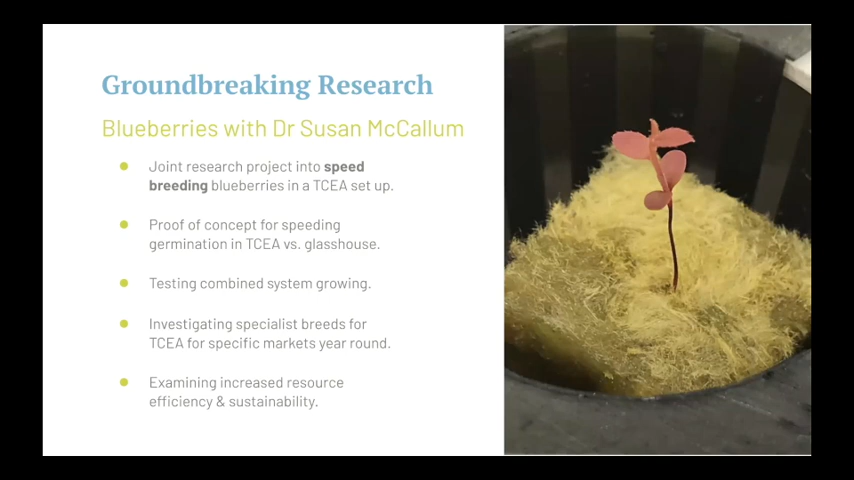 Groundbreaking Research
Blueberries with Dr Susan McCallum
Joint research project into speed
breeding blueberries in a TCEA set up.
Proof of concept for speeding
germination in TCEA vs. glasshouse.
Testing combined system growing.
Investigating specialist breeds for
TCEA for specific markets year round.
Examining increased resource
efficiency & sustainability.